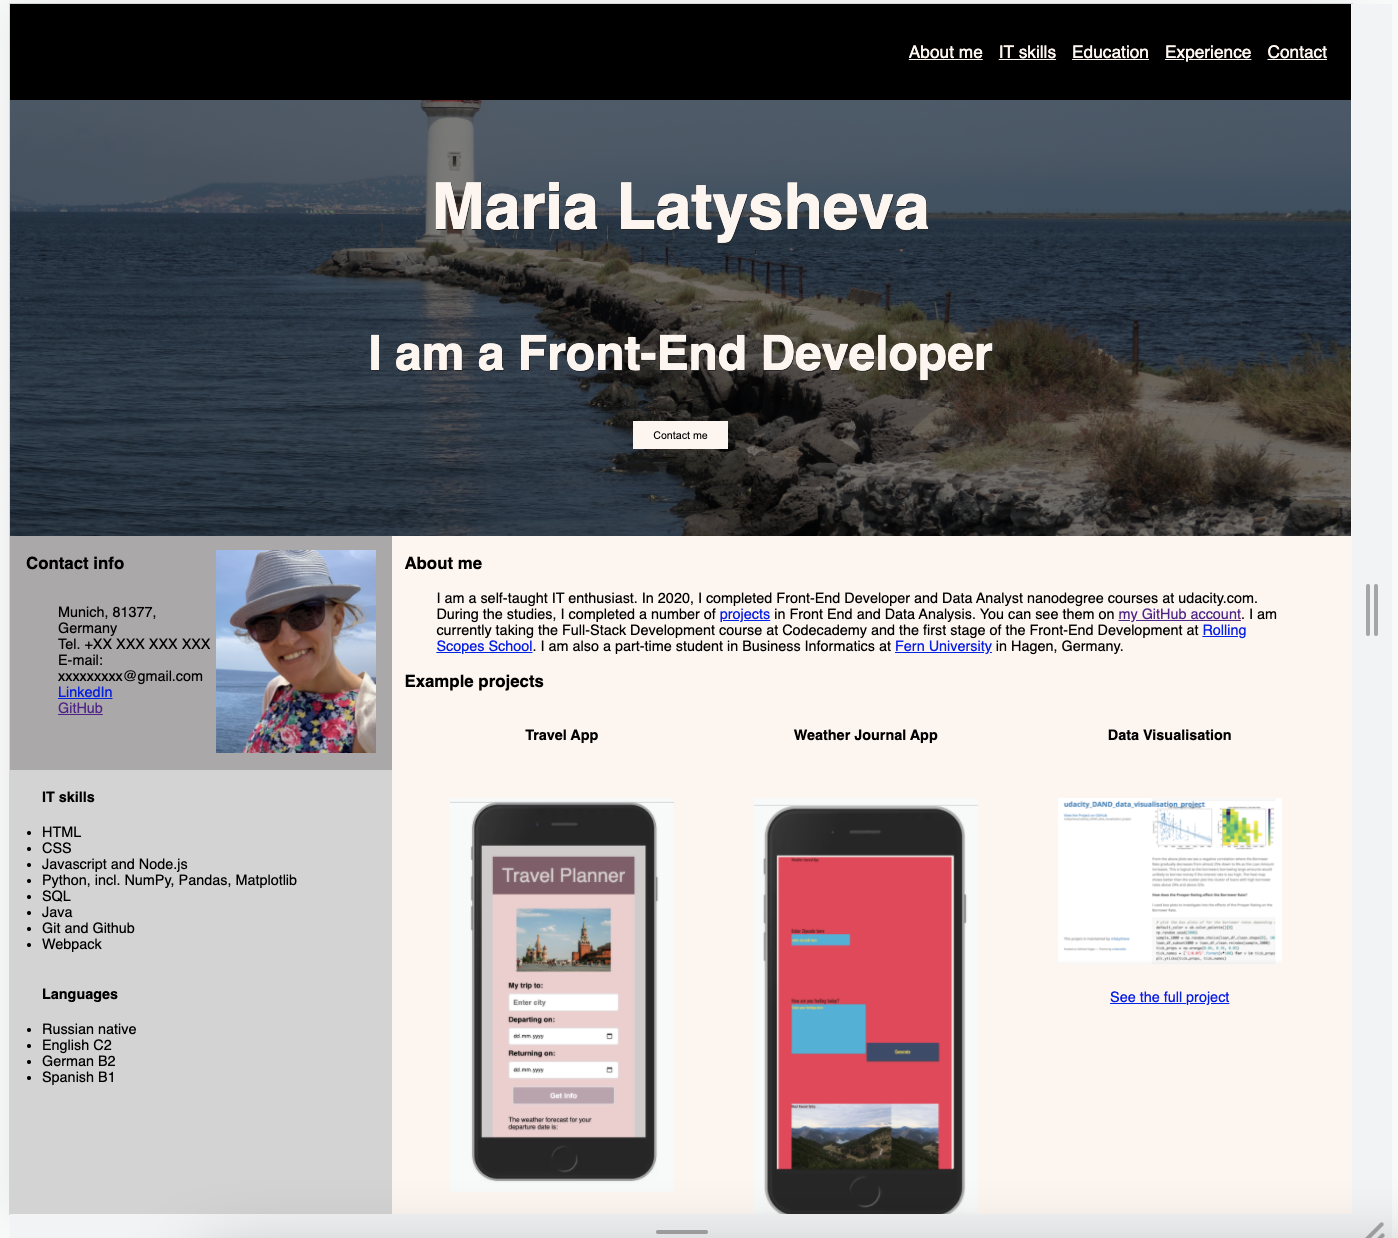 About me IT skills Education Experience Contact
Maria Latysheva
I am a Front-End Developer
Contact me
Contact info
Munich, 81377,
Germany
Tel. +XX XXX XXX XXX
E-mail:
xxxxxxxxx@gmail.com
LinkedIn
GitHub
IT skills
HTML
CSS
Javascript and Node.js
Python, incl. NumPy, Pandas, Matplotlib
SQL
Java
Git and Github
Webpack
Languages
Russian native
English C2
German B2
Spanish B1
About me
I am a self-taught IT enthusiast. In 2020, I completed Front-End Developer and Data Analyst nanodegree courses at udacity.com.
During the studies, I completed a number of projects in Front End and Data Analysis. You can see them on my GitHub account. I am
currently taking the Full-Stack Development course at Codecademy and the first stage of the Front-End Development at Rolling
Scopes School. I am also a part-time student in Business Informatics at Fern University in Hagen, Germany.
Example projects
Travel App
Travel Planner
My trip to:
Enter city
Departing on:
dd.mm.yyyy
Returning on:
dd.mm.yyyy
Get info
The weather forecast for your
departure date is:
Weather Journal App
How are you feeling today?
Generate
Data Visualisation
udacity_DAND_data_visualisation_project
See the full project